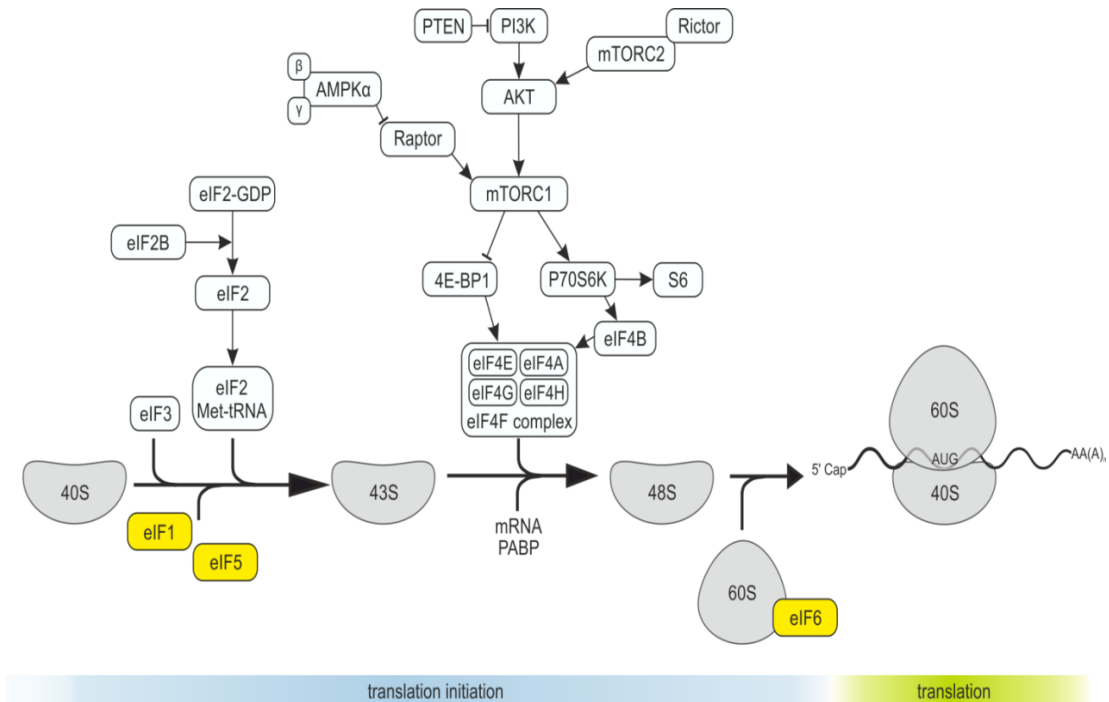 PTEN
PI3K
Rictor
mTORC2
β
AMPKα
γ
AKT
Raptor
mTORC1
eIF2-GDP
eIF2B
eIF2
4E-BP1
P70S6K
S6
eIF4B
eIF4E
eIF4A
eIF4G
eIF4H
eIF4F complex
eIF2
Met-tRNA
eIF3
40S
43S
48S
eIF1
eIF5
mRNA
PABP
60S
eIF6
60S
5' Cap
AUG
AA(A)n
40S
translation initiation
translation